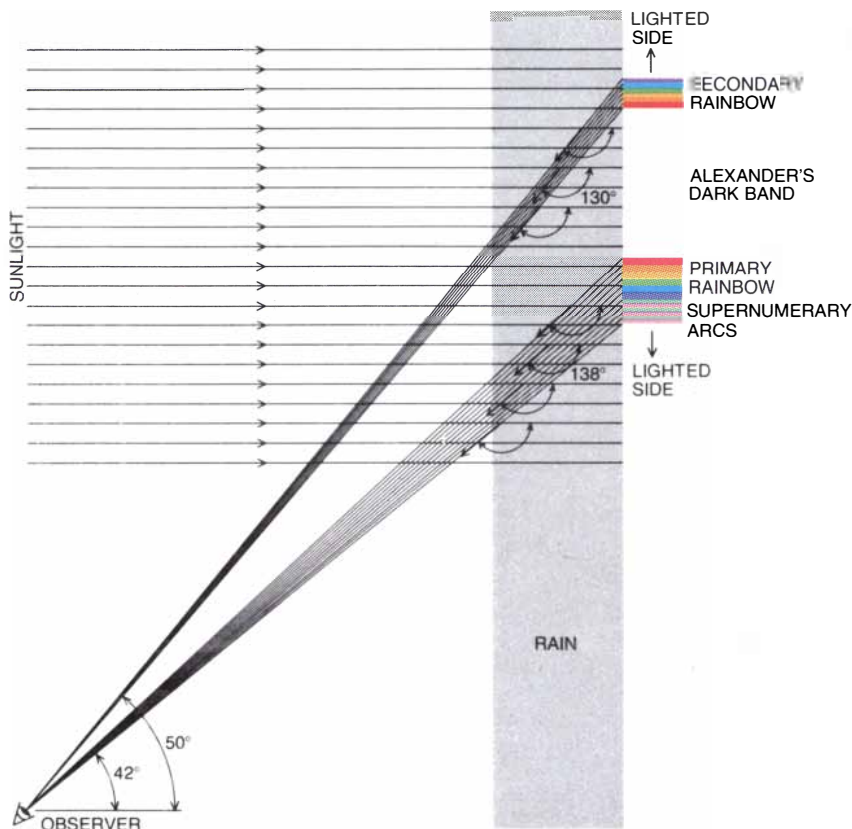 LIGHTED
SIDE
SECONDARY
RAINBOW
ALEXANDER'S
DARK BAND
130°
SUNLIGHT
PRIMARY
RAINBOW
SUPERNUMERARY
ARCS
138°
LIGHTED
SIDE
RAIN
50°
42°
OBSERVER